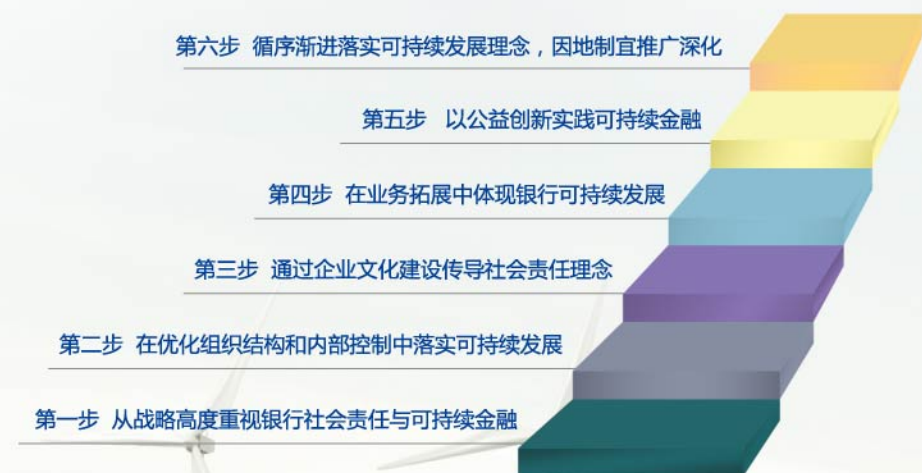 第六步 循序渐进落实可持续发展理念，因地制宜推广深化
第五步 以公益创新实践可持续金融
第四步 在业务拓展中体现银行可持续发展
第三步 通过企业文化建设传导社会责任理念
第二步 在优化组织结构和内部控制中落实可持续发展
第一步 从战略高度重视银行社会责任与可持续金融